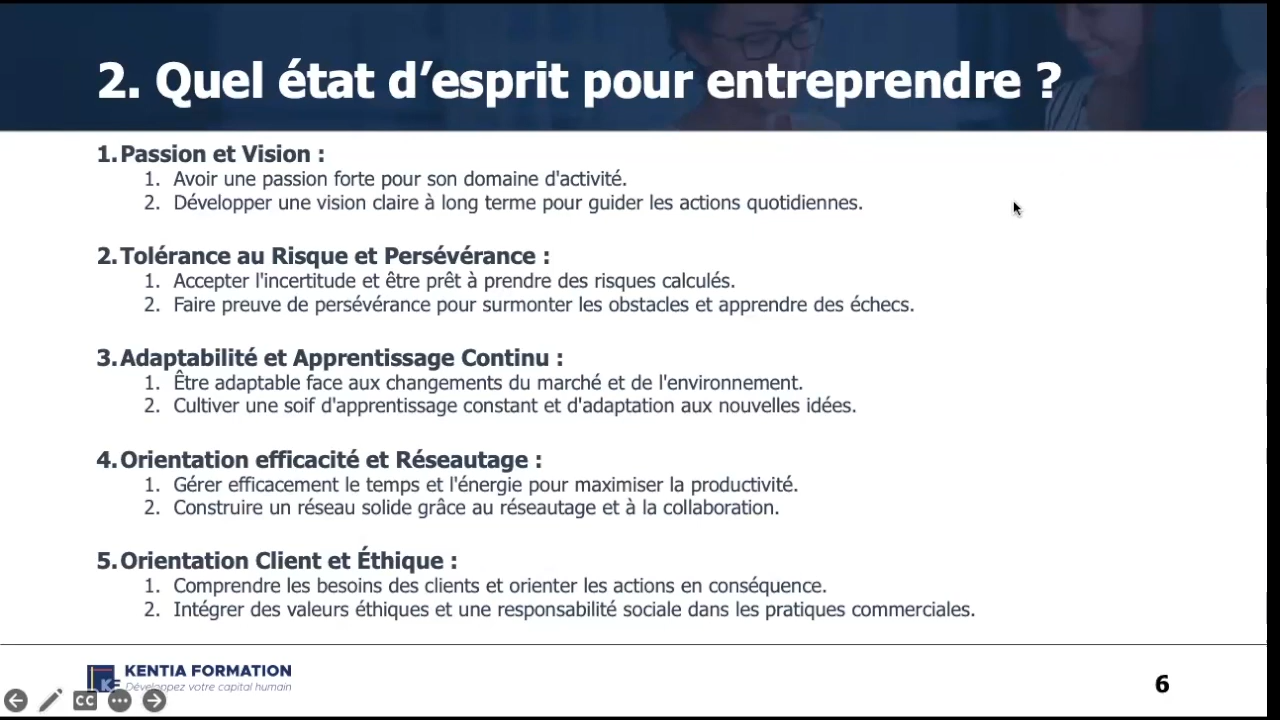 2. Quel état d’esprit pour entreprendre ?
1. Passion et Vision :
1. Avoir une passion forte pour son domaine d'activité.
2. Développer une vision claire à long terme pour guider les actions quotidiennes.
2. Tolérance au Risque et Persévérance :
1. Accepter l'incertitude et être prêt à prendre des risques calculés.
2. Faire preuve de persévérance pour surmonter les obstacles et apprendre des échecs.
3. Adaptabilité et Apprentissage Continu :
1. Être adaptable face aux changements du marché et de l'environnement.
2. Cultiver une soif d'apprentissage constant et d'adaptation aux nouvelles idées.
4. Orientation efficacité et Réseautage :
1. Gérer efficacement le temps et l'énergie pour maximiser la productivité.
2. Construire un réseau solide grâce au réseautage et à la collaboration.
5. Orientation Client et Éthique :
1. Comprendre les besoins des clients et orienter les actions en conséquence.
2. Intégrer des valeurs éthiques et une responsabilité sociale dans les pratiques commerciales.
KENTIA FORMATION
KF Développez votre capital humain
CC
6